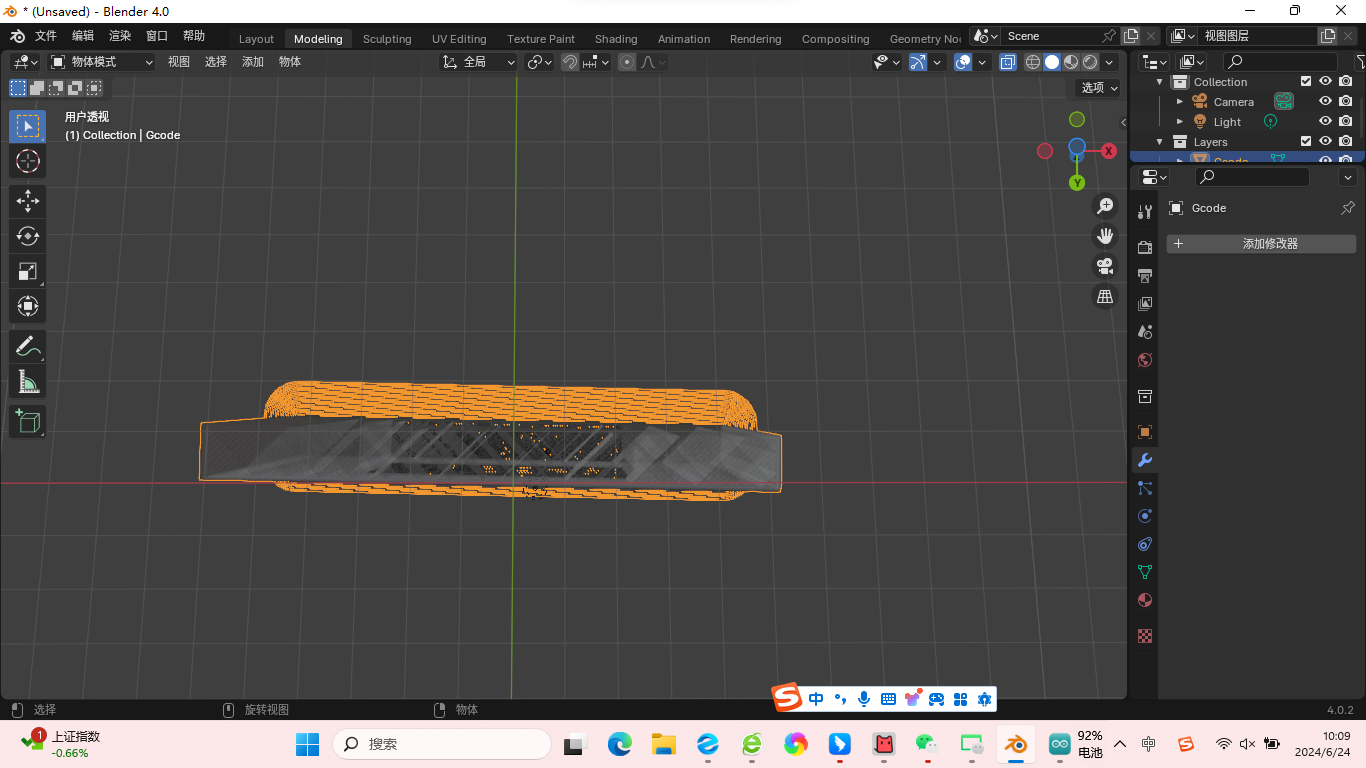 * (Unsaved) - Blender 4.0
文件 编辑 渲染 窗口 帮助 Layout Modeling Sculpting UV Editing Texture Paint Shading Animation Rendering Compositing Geometry Noc Scene 视图图层
物体模式 视图 选择 添加 物体 全局
选项
用户透视
(1) Collection | Gcode
X
Y
Collection
Camera
Light
Layers
Gcode
Gcode
+ 添加修改器
中
选择 旋转视图 物体 4.0.2
1
上证指数
-0.66%
搜索
92%
电池
中
10:09
2024/6/24